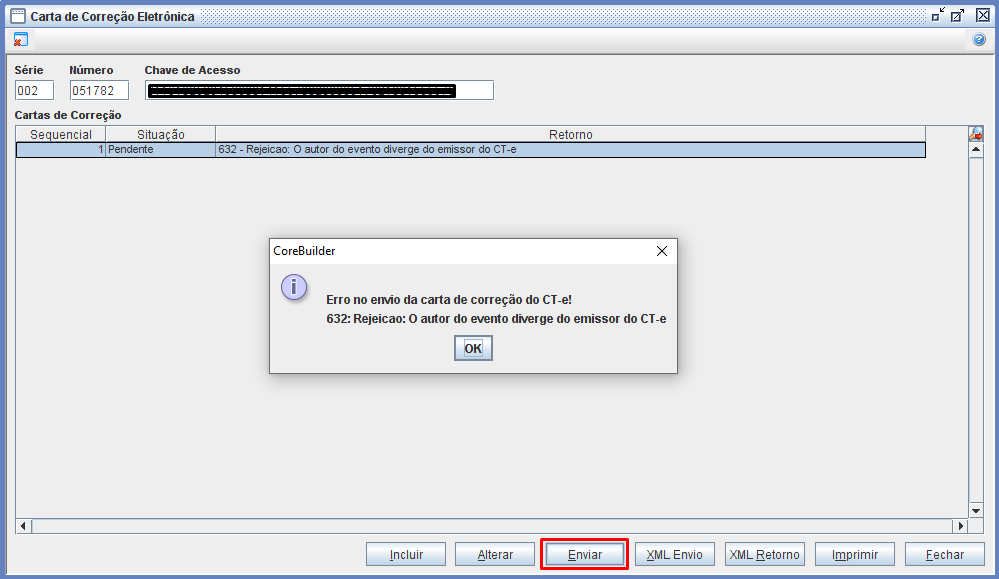 Carta de Correção Eletrônica
Série Número Chave de Acesso
002 051782
Cartas de Correção
Sequencial Situação Retorno
1 Pendente 632 - Rejeicao: O autor do evento diverge do emissor do CT-e
CoreBuilder
Erro no envio da carta de correção do CT-e!
632: Rejeicao: O autor do evento diverge do emissor do CT-e
OK
Incluir Alterar Enviar XML Envio XML Retorno Imprimir Fechar